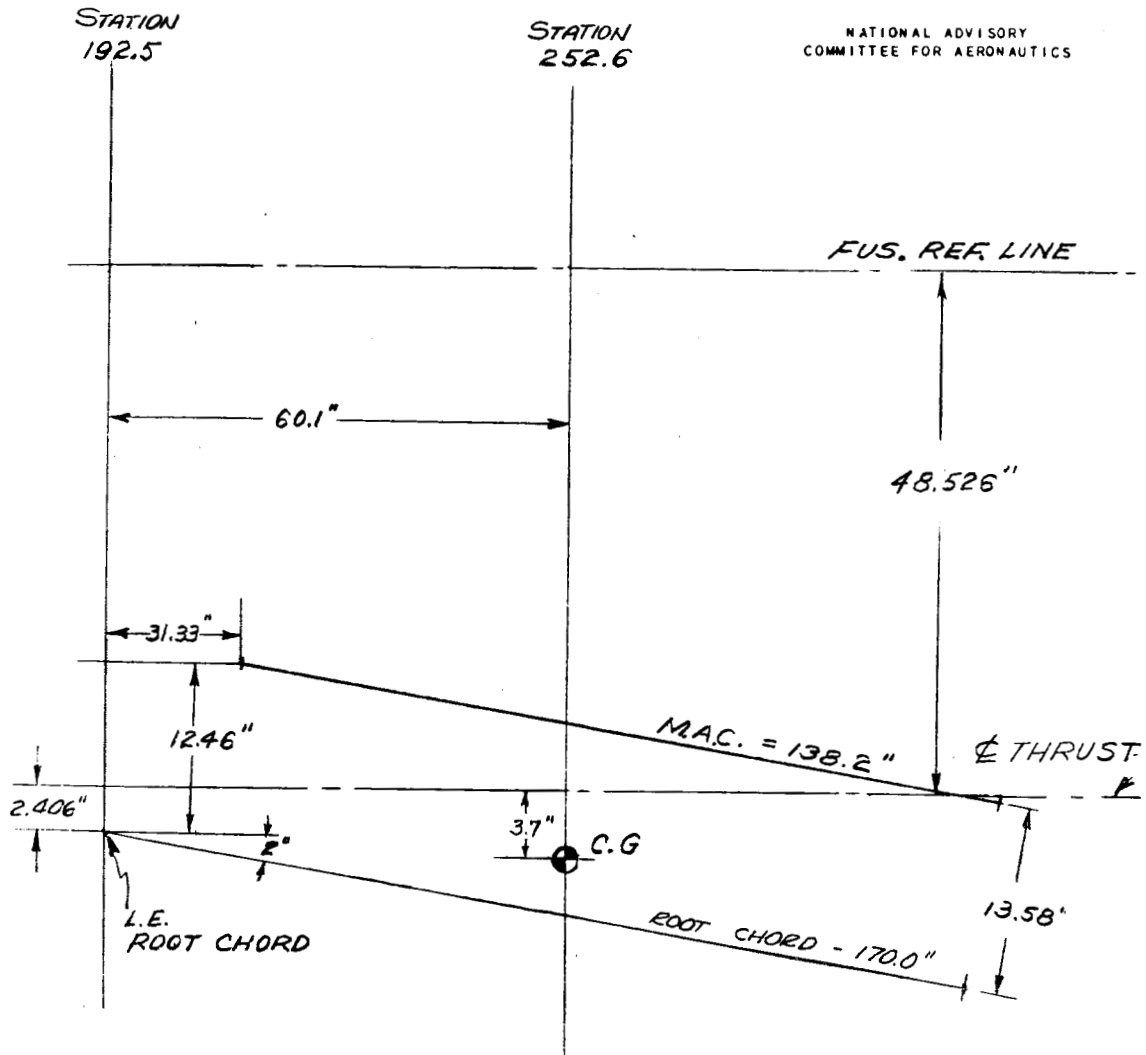 STATION
192.5
STATION
252.6
NATIONAL ADVISORY
COMMITTEE FOR AERONAUTICS
FUS. REF. LINE
60.1"
48.526"
31.33"
12.46"
M.A.C. = 138.2"
℄ THRUST
2.406"
3.7"
2°
C.G
13.58"
L.E.
ROOT CHORD
ROOT CHORD - 170.0"